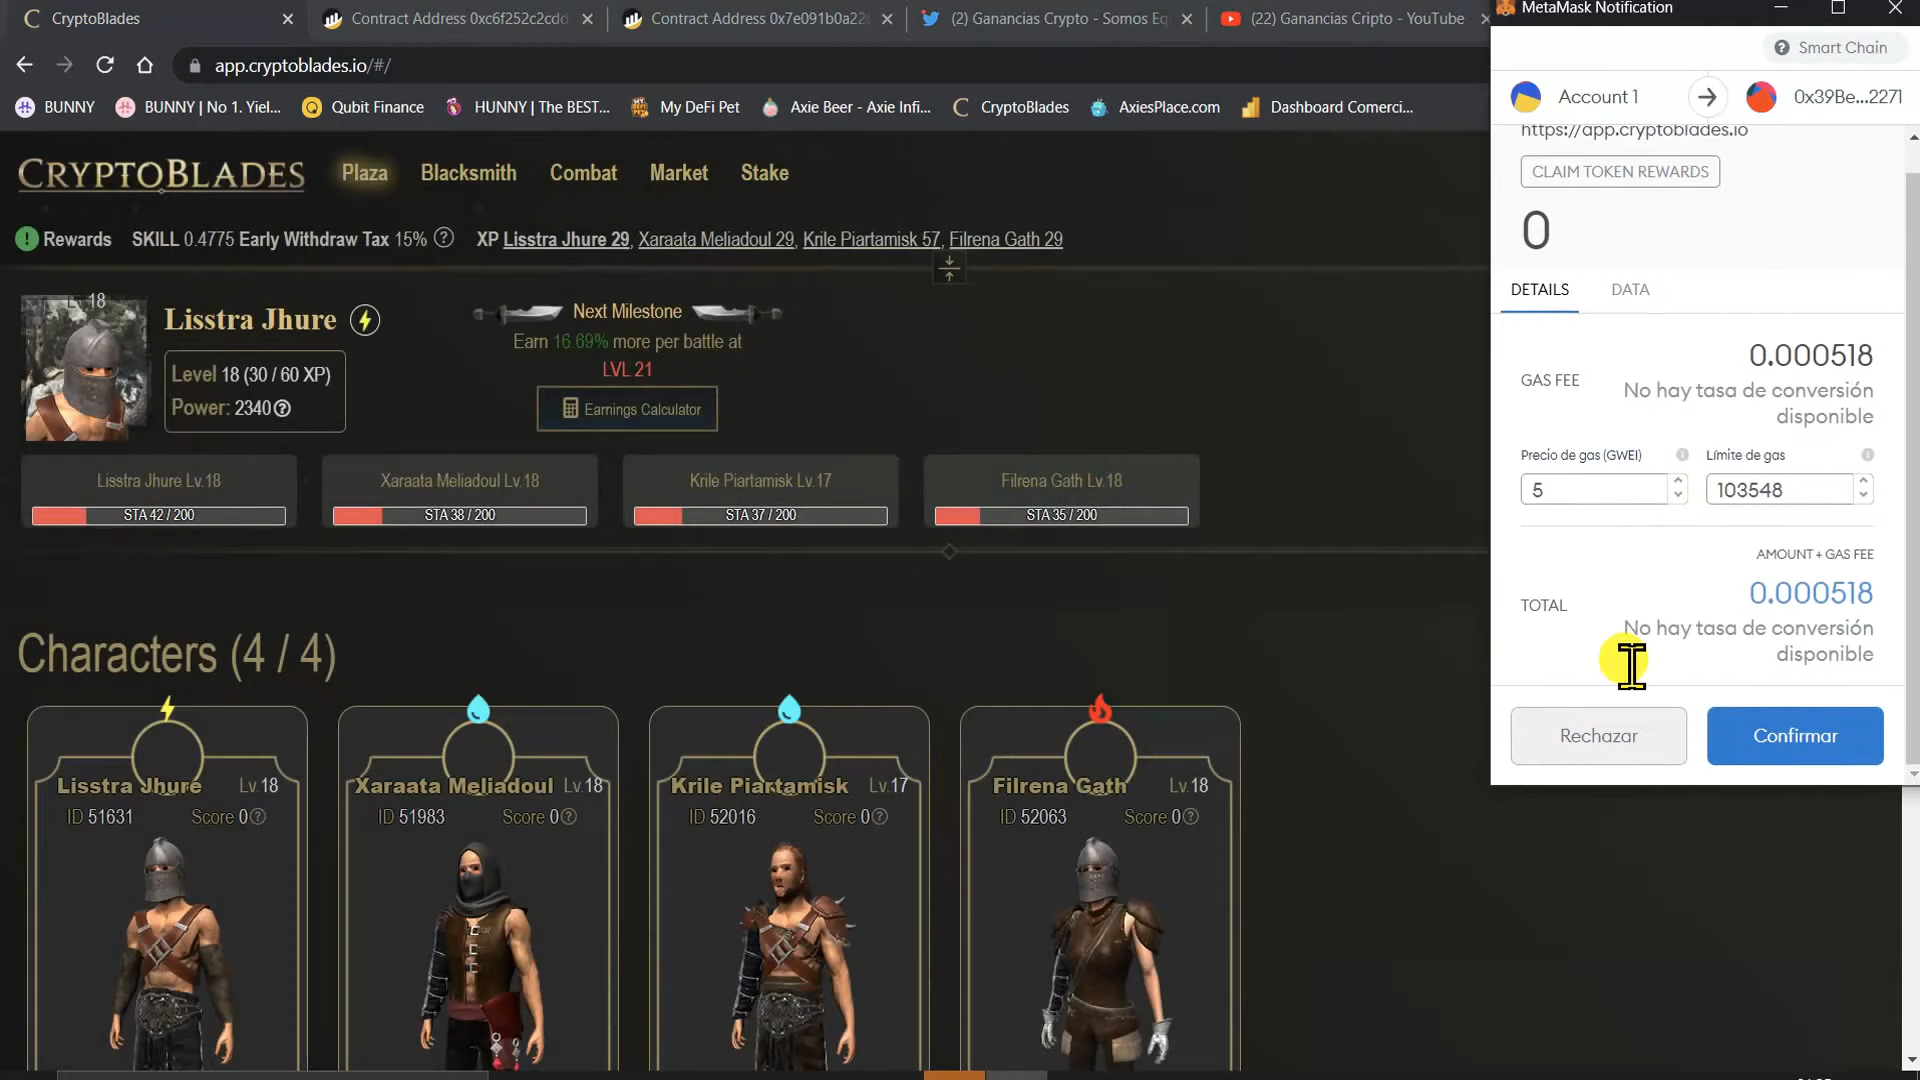 CryptoBlades
Contract Address 0xc6f252c2cdd
Contract Address 0x7e091b0a22
(2) Ganancias Crypto - Somos Eq
(22) Ganancias Cripto - YouTube
app.cryptoblades.io/#/
BUNNY
BUNNY | No 1. Yiel...
Qubit Finance
HUNNY | The BEST...
My DeFi Pet
Axie Beer - Axie Infi...
CryptoBlades
AxiesPlace.com
Dashboard Comerci...
CRYPTOBLADES
Plaza
Blacksmith
Combat
Market
Stake
Rewards SKILL 0.4775 Early Withdraw Tax 15% XP Lisstra Jhure 29, Xaraata Meliadoul 29, Krile Piartamisk 57, Filrena Gath 29
Lv. 18
Lisstra Jhure
Level 18 (30 / 60 XP)
Power: 2340
Next Milestone
Earn 16.69% more per battle at
LVL 21
Earnings Calculator
Lisstra Jhure Lv.18
STA 42 / 200
Xaraata Meliadoul Lv.18
STA 38 / 200
Krile Piartamisk Lv.17
STA 37 / 200
Filrena Gath Lv.18
STA 35 / 200
Characters (4 / 4)
Lisstra Jhure Lv.18
ID 51631 Score 0
Xaraata Meliadoul Lv.18
ID 51983 Score 0
Krile Piartamisk Lv.17
ID 52016 Score 0
Filrena Gath Lv.18
ID 52063 Score 0
MetaMask Notification
Smart Chain
Account 1
0x39Be...2271
https://app.cryptoblades.io
CLAIM TOKEN REWARDS
0
DETAILS
DATA
GAS FEE
0.000518
No hay tasa de conversión
disponible
Precio de gas (GWEI)
Límite de gas
5
103548
AMOUNT + GAS FEE
TOTAL
0.000518
No hay tasa de conversión
disponible
Rechazar
Confirmar